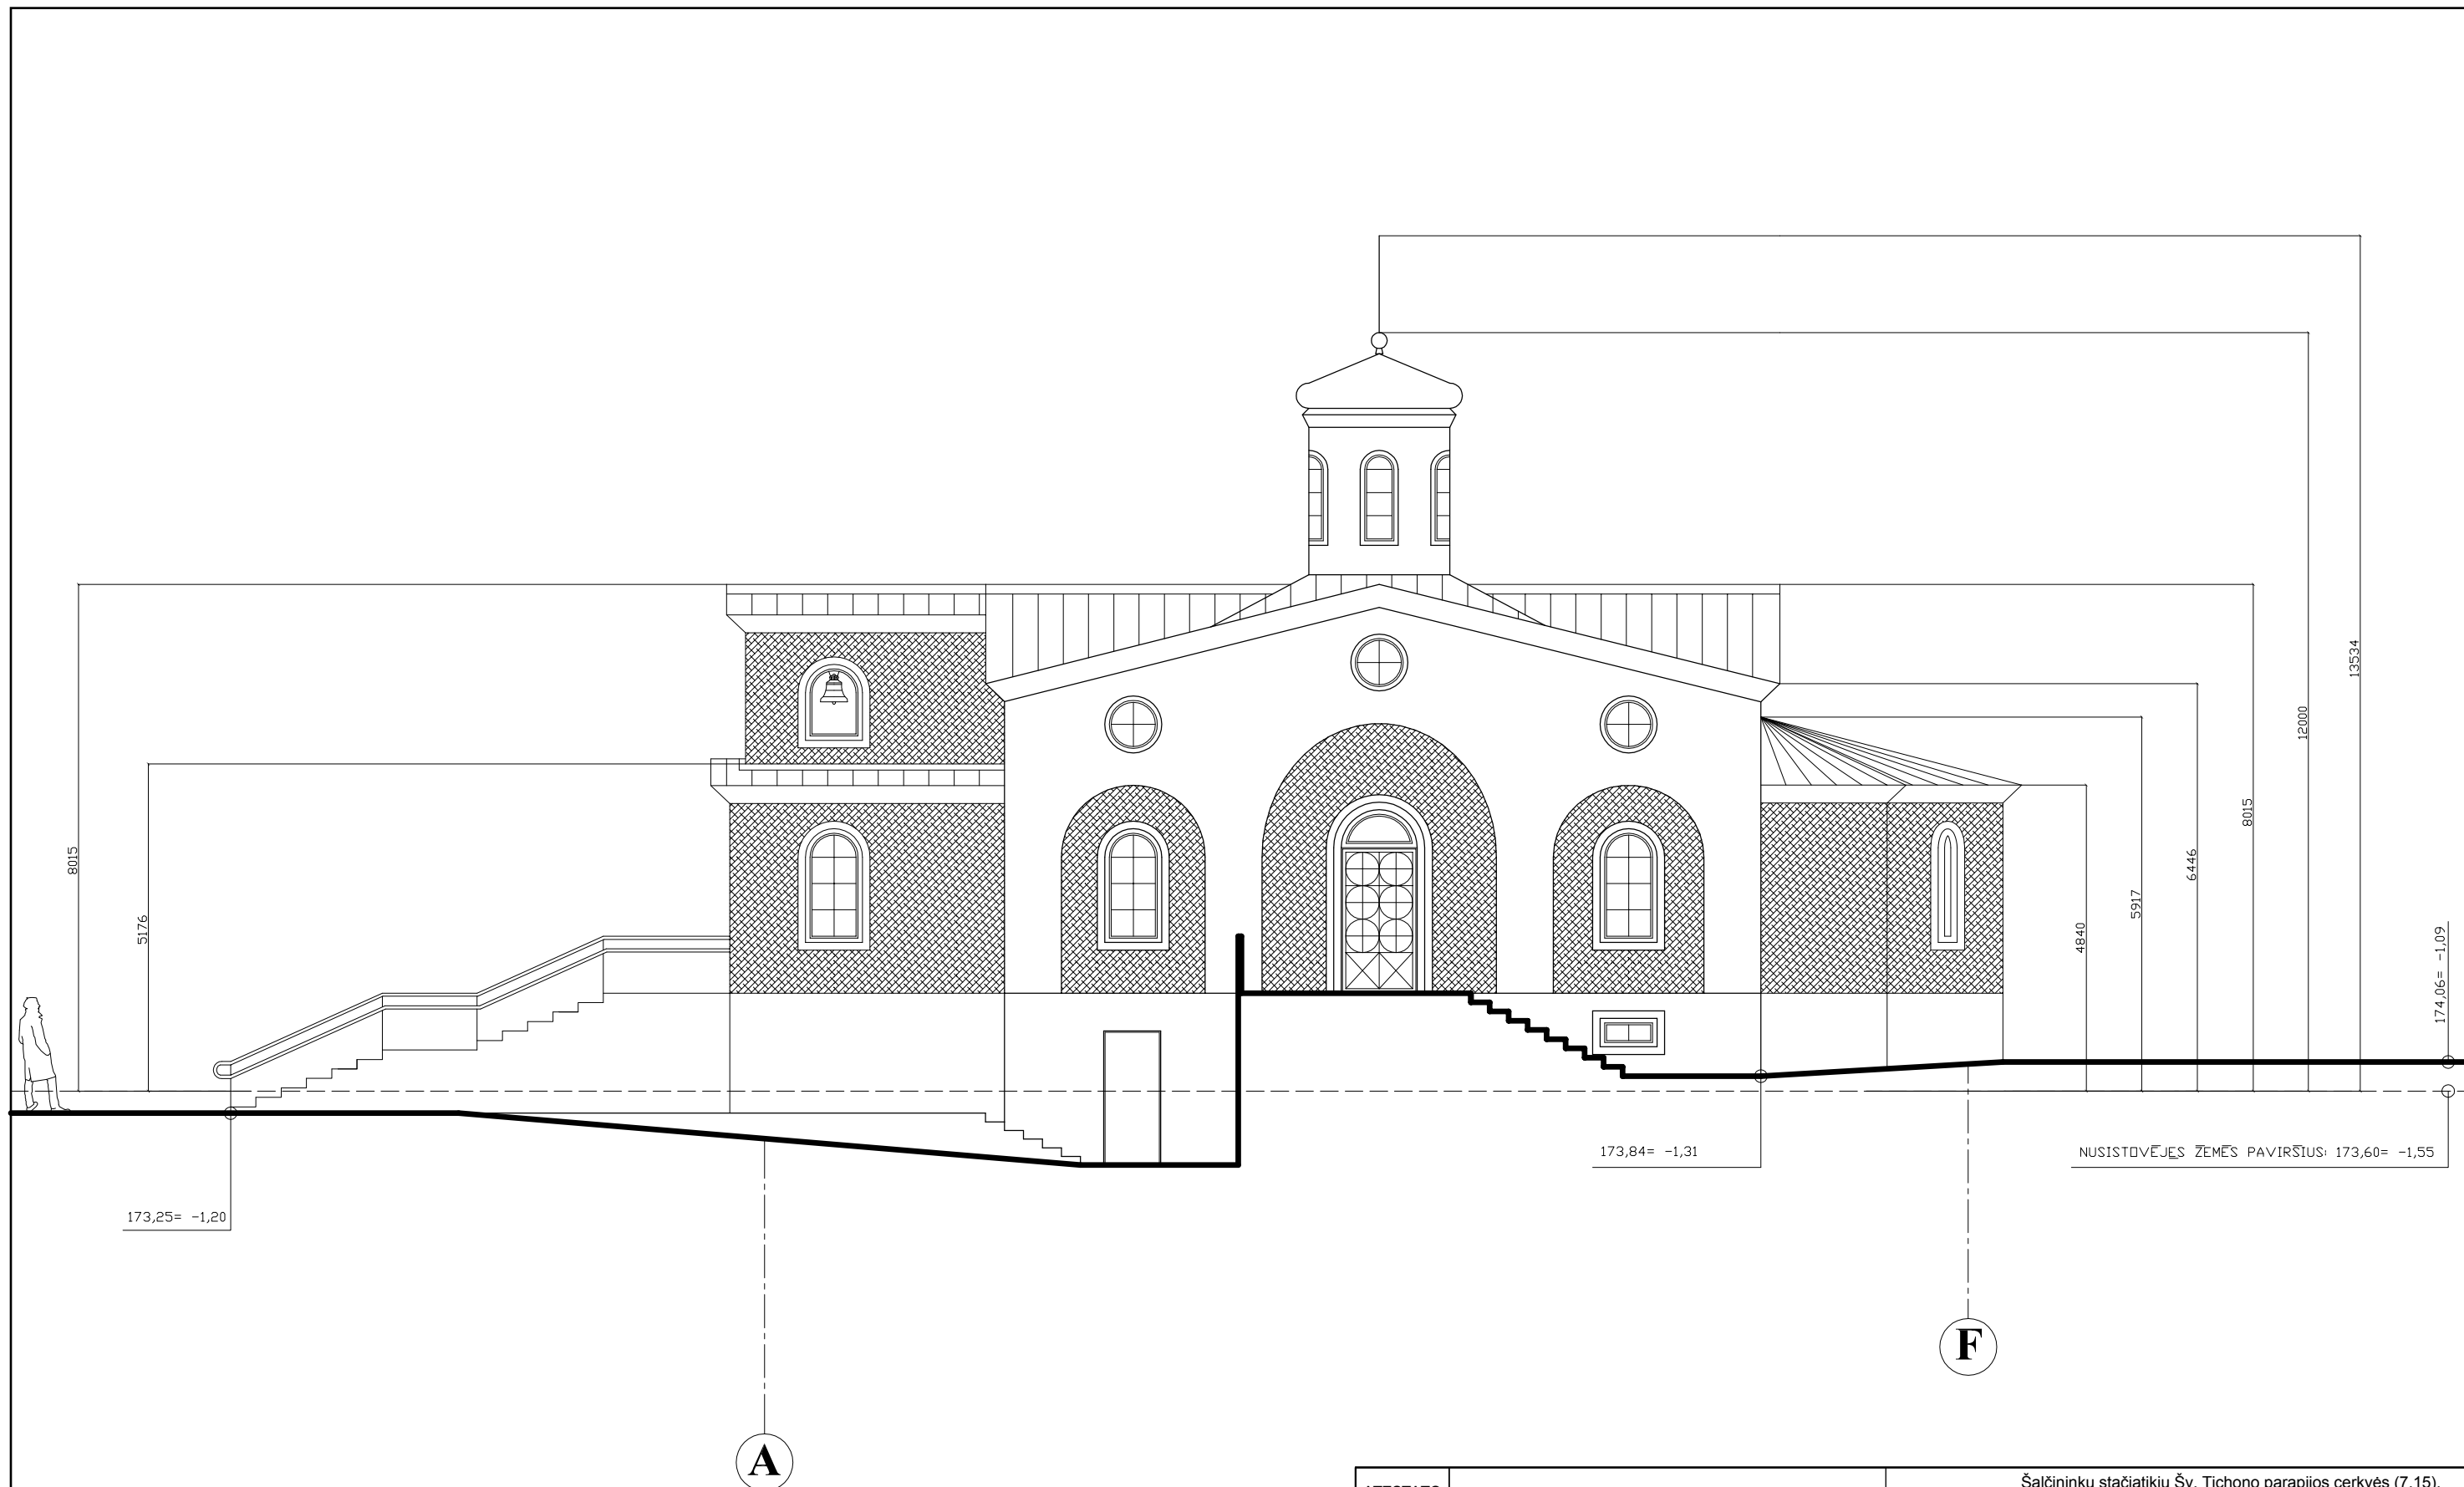 13534
12000
8015
8015
6446
5917
5176
4840
174,06= -1,09
173,84= -1,31
NUSISTOVĖJĘS ŽEMĖS PAVIRŠIUS: 173,60= -1,55
173,25= -1,20
F
A
Šalčininkų stačiatikių Šv. Tichono parapijos cerkvės (7.15),